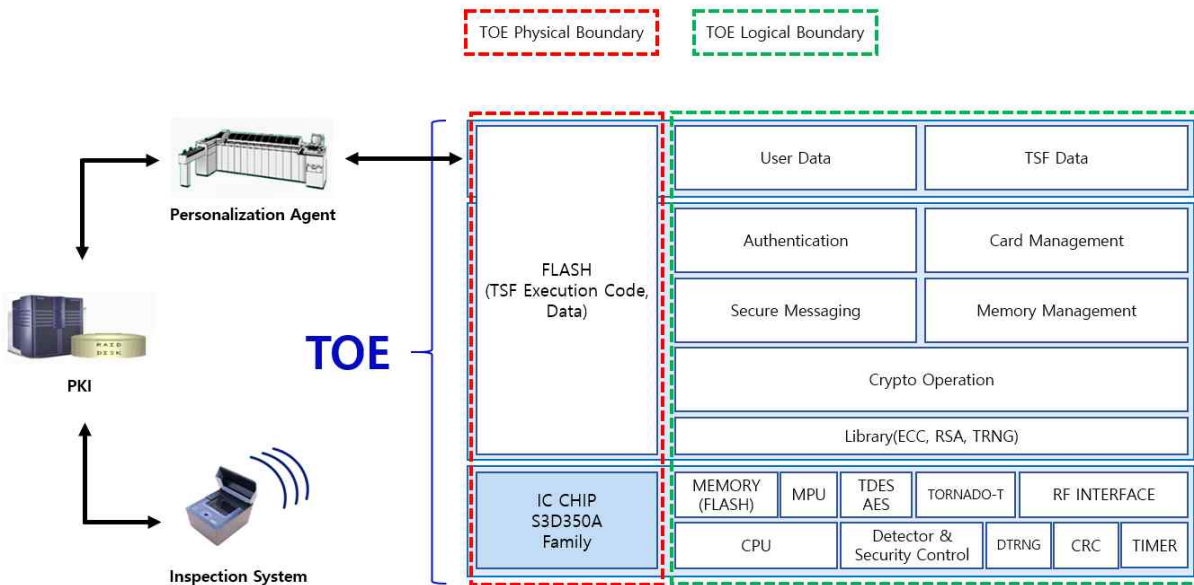 TOE Physical Boundary
TOE Logical Boundary
Personalization Agent
PKI
RAID
DISK
Inspection System
TOE
FLASH
(TSF Execution Code,
Data)
IC CHIP
S3D350A
Family
User Data
TSF Data
Authentication
Card Management
Secure Messaging
Memory Management
Crypto Operation
Library(ECC, RSA, TRNG)
MEMORY
(FLASH)
MPU
TDES
AES
TORNADO-T
RF INTERFACE
CPU
Detector &
Security Control
DTRNG
CRC
TIMER